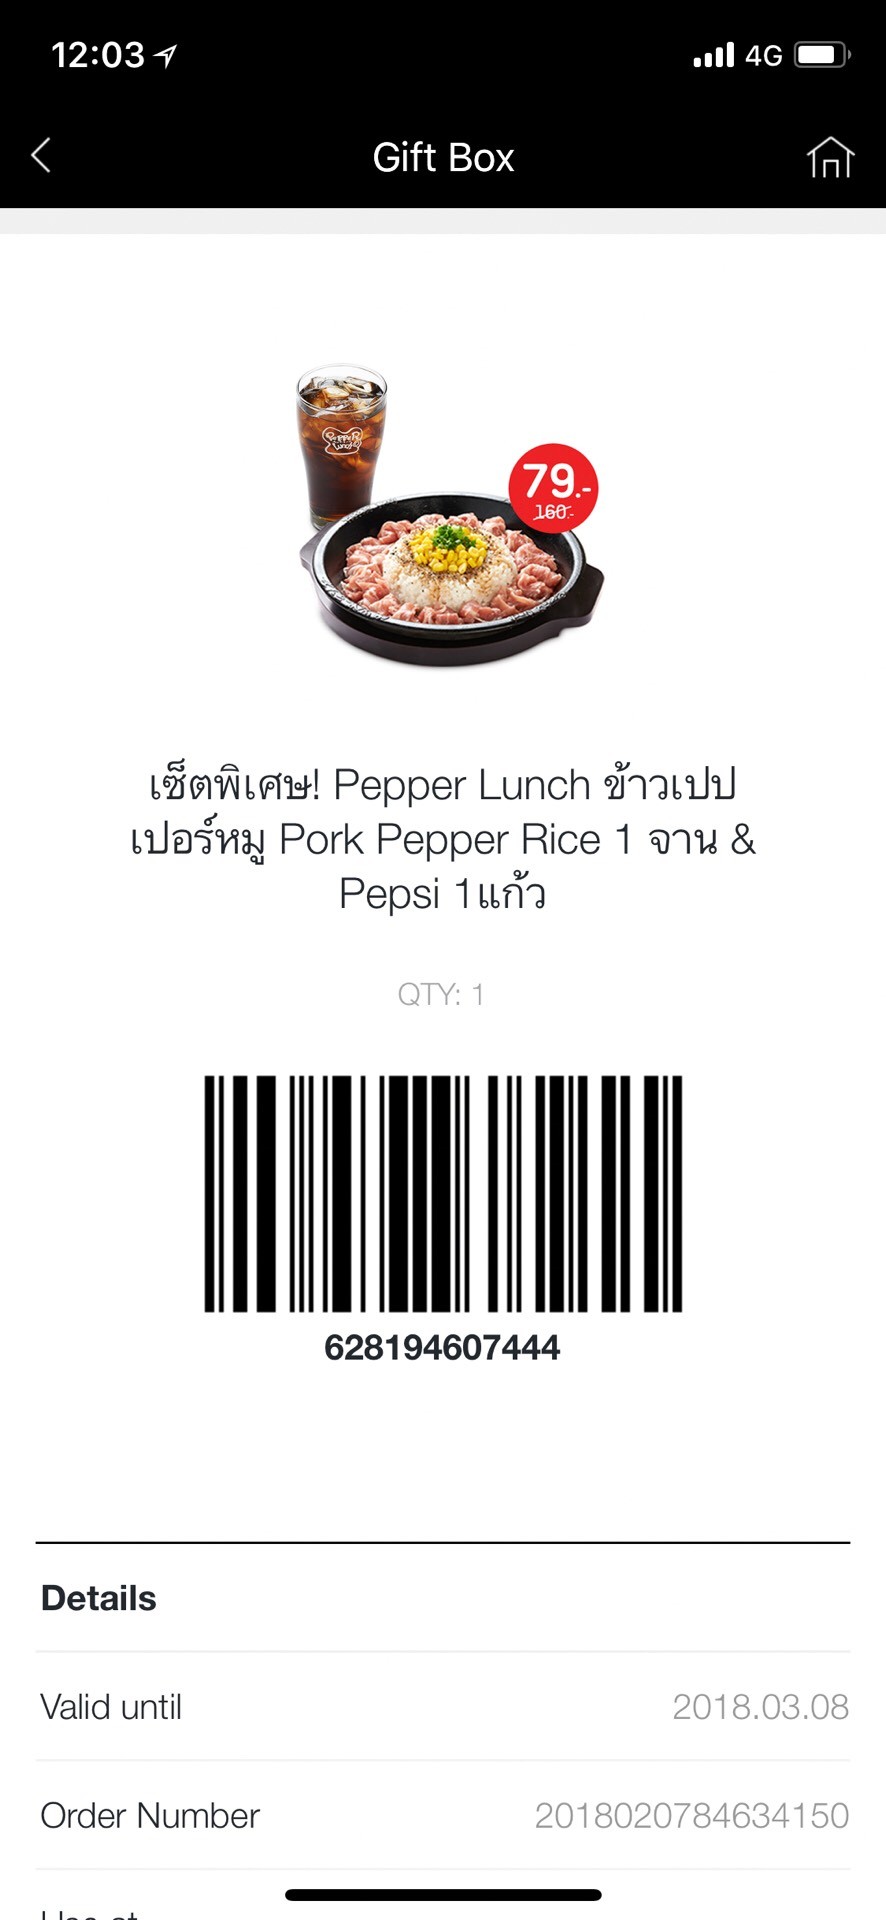 12:03
4G
Gift Box
PePPeR
Lunch
79.-
160.-
เซ็ตพิเศษ! Pepper Lunch ข้าวเปป
เปอร์หมู Pork Pepper Rice 1 จาน &
Pepsi 1แก้ว
QTY: 1
628194607444
Details
Valid until
2018.03.08
Order Number
2018020784634150